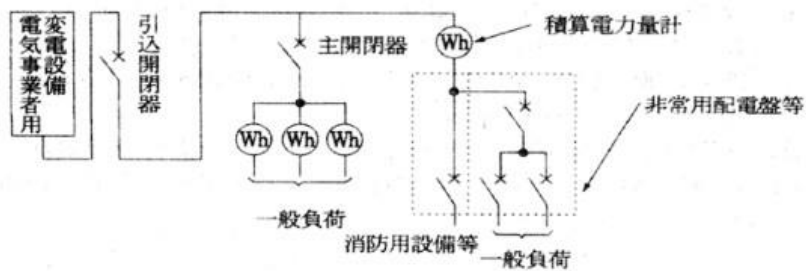 電気事業者用
変電設備
引込開閉器
主開閉器
Wh
積算電力量計
非常用配電盤等
Wh
Wh
Wh
一般負荷
消防用設備等
一般負荷